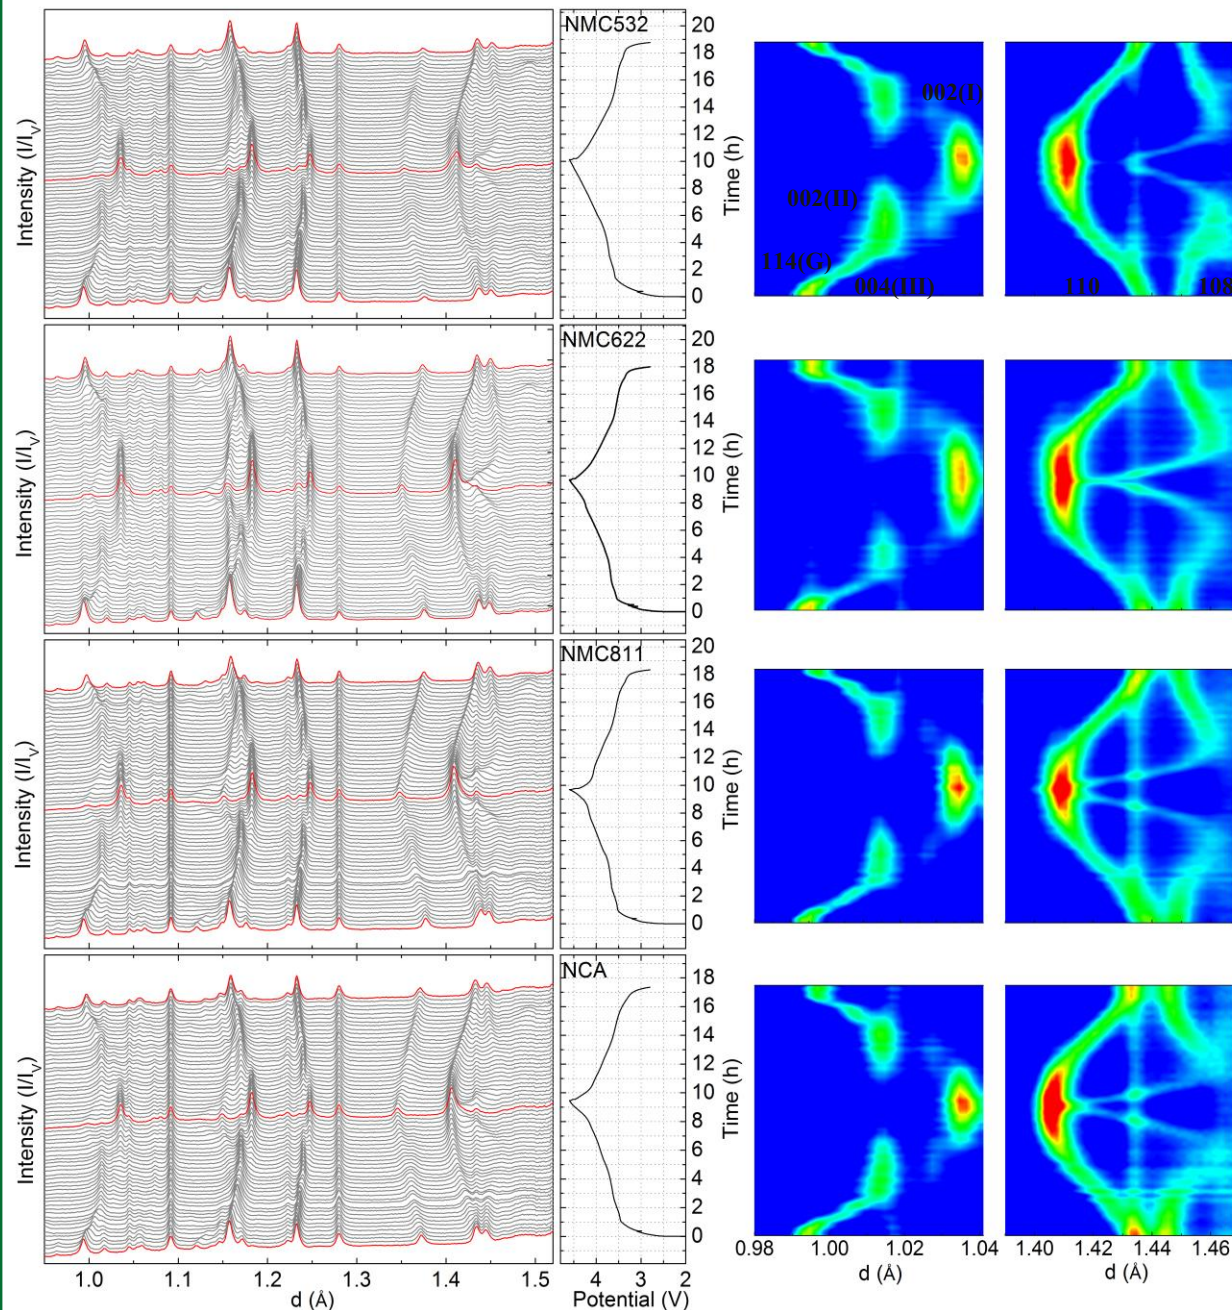 NMC532
Intensity (I/I_V)
20
18
16
14
12
10
8
6
4
2
0
Time (h)
002(I)
002(II)
114(G)
004(III)
110
108
NMC622
Intensity (I/I_V)
20
18
16
14
12
10
8
6
4
2
0
Time (h)
NMC811
Intensity (I/I_V)
20
18
16
14
12
10
8
6
4
2
0
Time (h)
NCA
Intensity (I/I_V)
18
16
14
12
10
8
6
4
2
0
Time (h)
1.0 1.1 1.2 1.3 1.4 1.5
d (Å)
4 3 2
Potential (V)
0.98 1.00 1.02 1.04
d (Å)
1.40 1.42 1.44 1.46
d (Å)